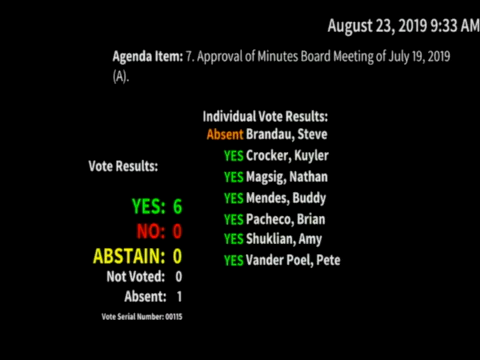 August 23, 2019 9:33 AM
Agenda Item: 7. Approval of Minutes Board Meeting of July 19, 2019
(A).
Individual Vote Results:
Absent Brandau, Steve
YES Crocker, Kuyler
YES Magsig, Nathan
YES Mendes, Buddy
YES Pacheco, Brian
YES Shuklian, Amy
YES Vander Poel, Pete
Vote Results:
YES: 6
NO: 0
ABSTAIN: 0
Not Voted: 0
Absent: 1
Vote Serial Number: 00115